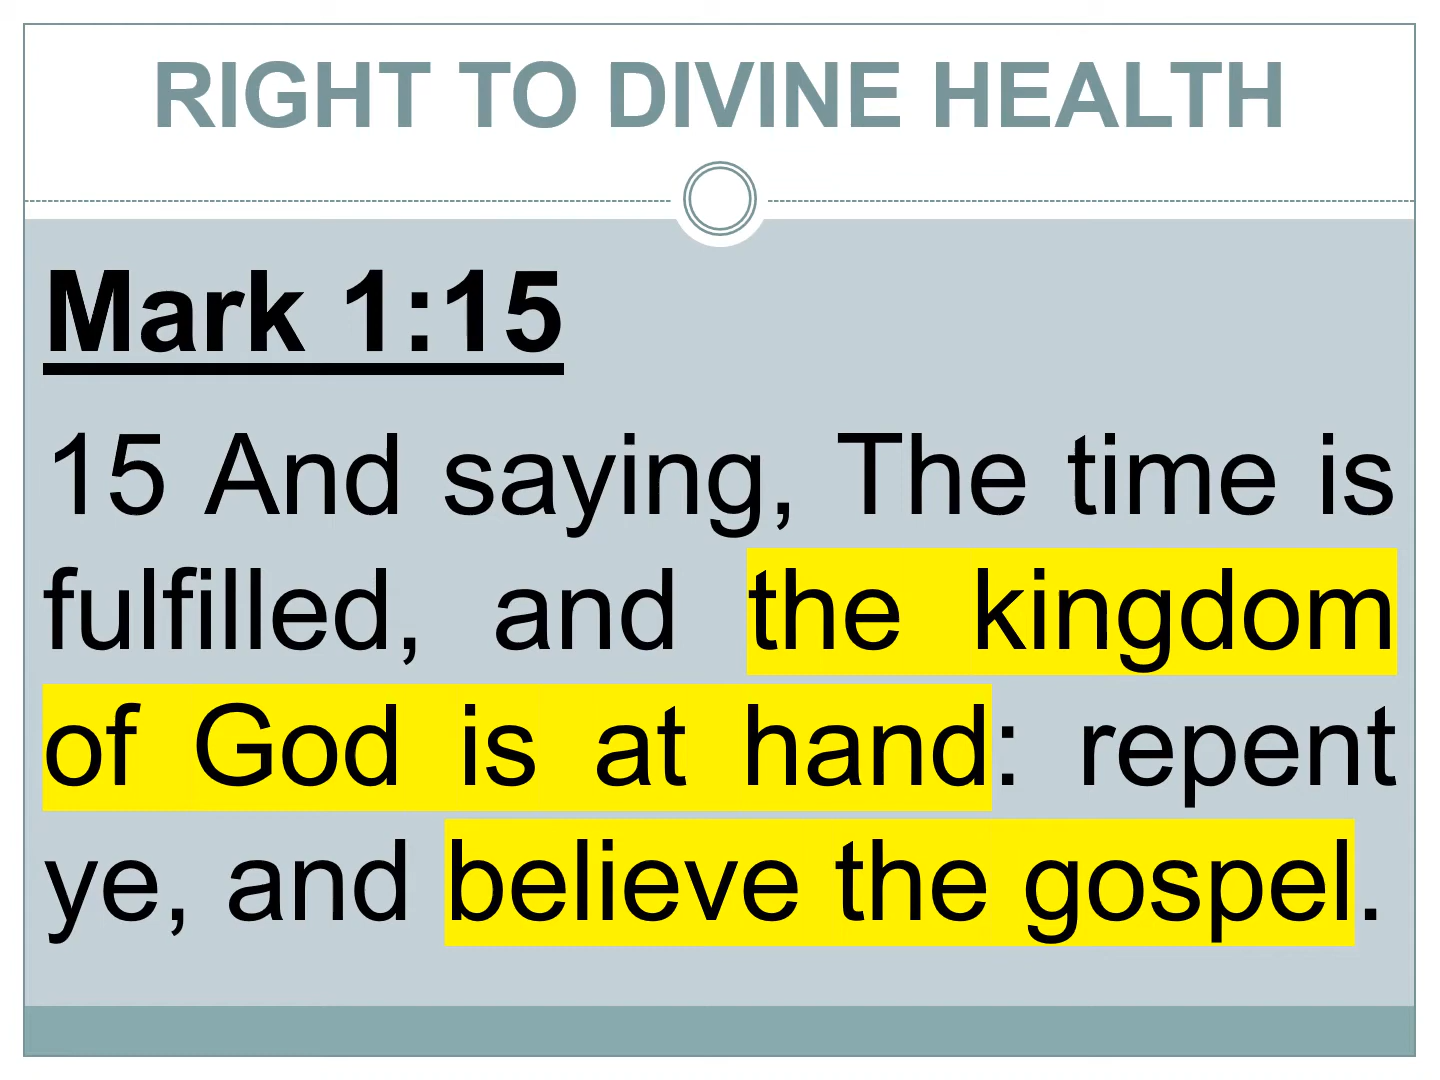 RIGHT TO DIVINE HEALTH
Mark 1:15
15 And saying, The time is
fulfilled, and the kingdom
of God is at hand: repent
ye, and believe the gospel.